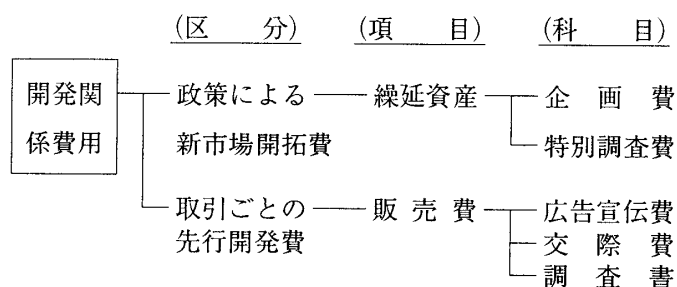 (区　分)　(項　目)　(科　目)
開発関係費用
政策による新市場開拓費　繰延資産　企画費
特別調査費
取引ごとの先行開発費　販売費　広告宣伝費
交際費
調査書